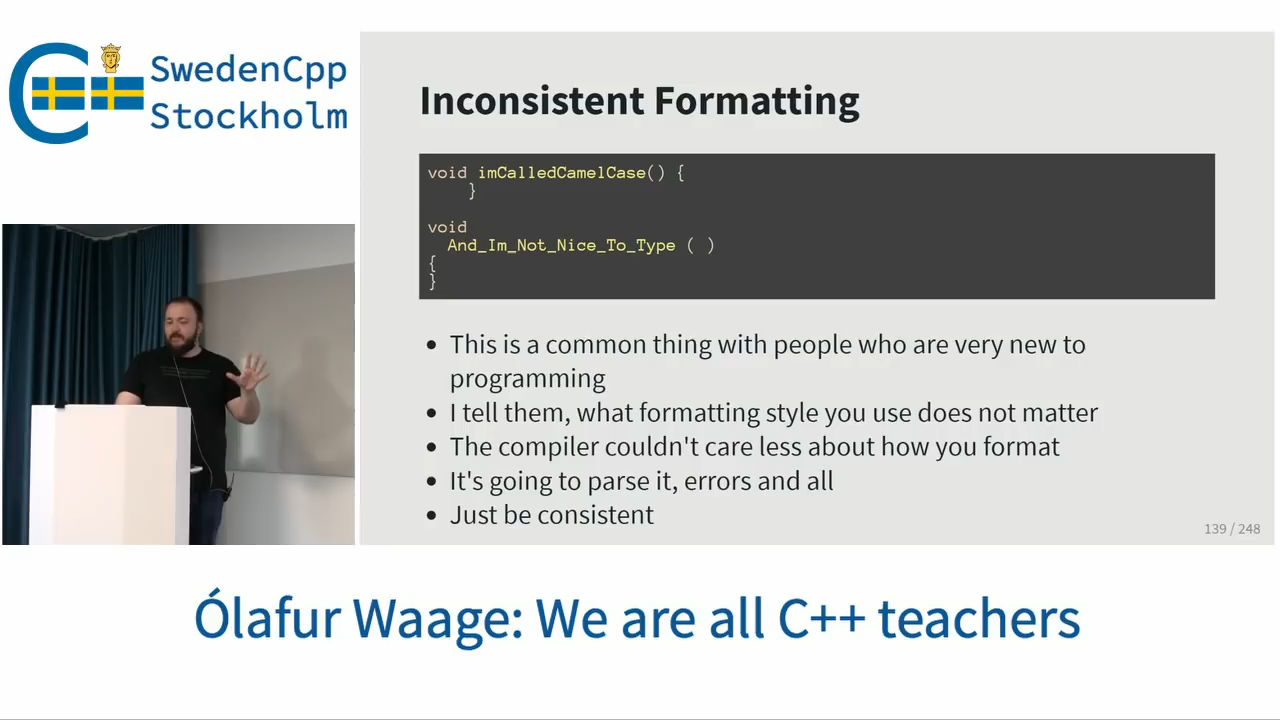 SwedenCpp
Stockholm
Inconsistent Formatting
void imCalledCamelCase() {
    }
void
  And_Im_Not_Nice_To_Type ( )
{
}
• This is a common thing with people who are very new to
programming
• I tell them, what formatting style you use does not matter
• The compiler couldn't care less about how you format
• It's going to parse it, errors and all
• Just be consistent
139 / 248
Ólafur Waage: We are all C++ teachers